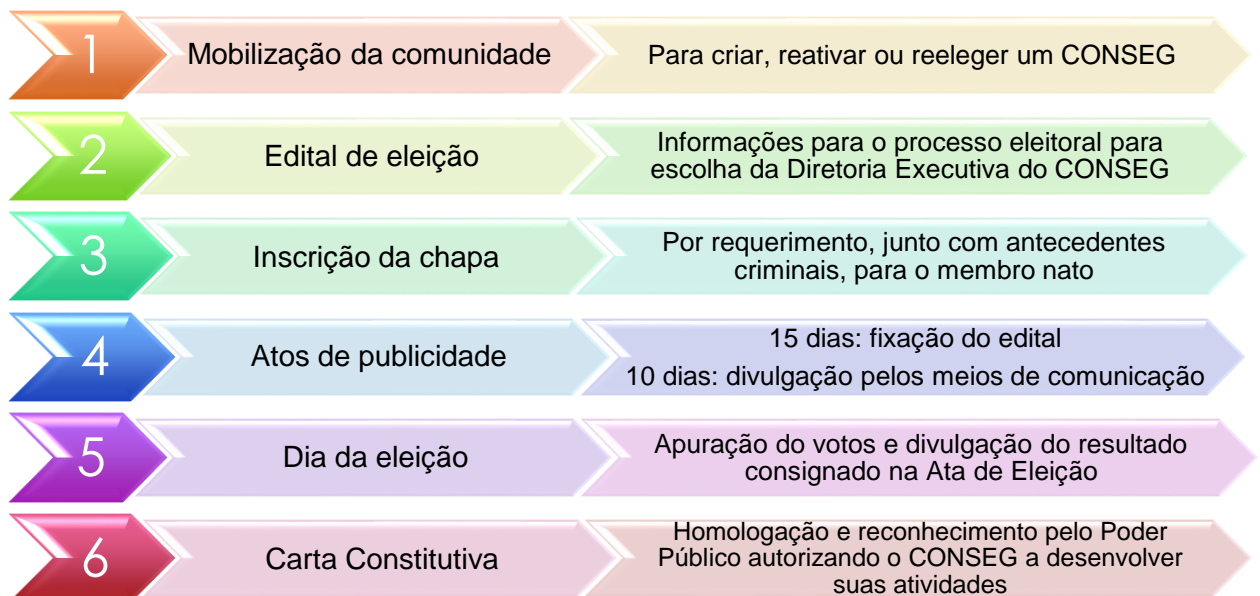 1
Mobilização da comunidade
Para criar, reativar ou reeleger um CONSEG
2
Edital de eleição
Informações para o processo eleitoral para
escolha da Diretoria Executiva do CONSEG
3
Inscrição da chapa
Por requerimento, junto com antecedentes
criminais, para o membro nato
4
Atos de publicidade
15 dias: fixação do edital
10 dias: divulgação pelos meios de comunicação
5
Dia da eleição
Apuração do votos e divulgação do resultado
consignado na Ata de Eleição
6
Carta Constitutiva
Homologação e reconhecimento pelo Poder
Público autorizando o CONSEG a desenvolver
suas atividades